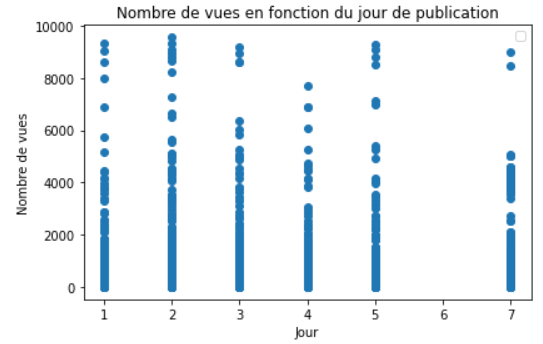 Nombre de vues en fonction du jour de publication
10000
8000
6000
4000
2000
0
Nombre de vues
1 2 3 4 5 6 7
Jour